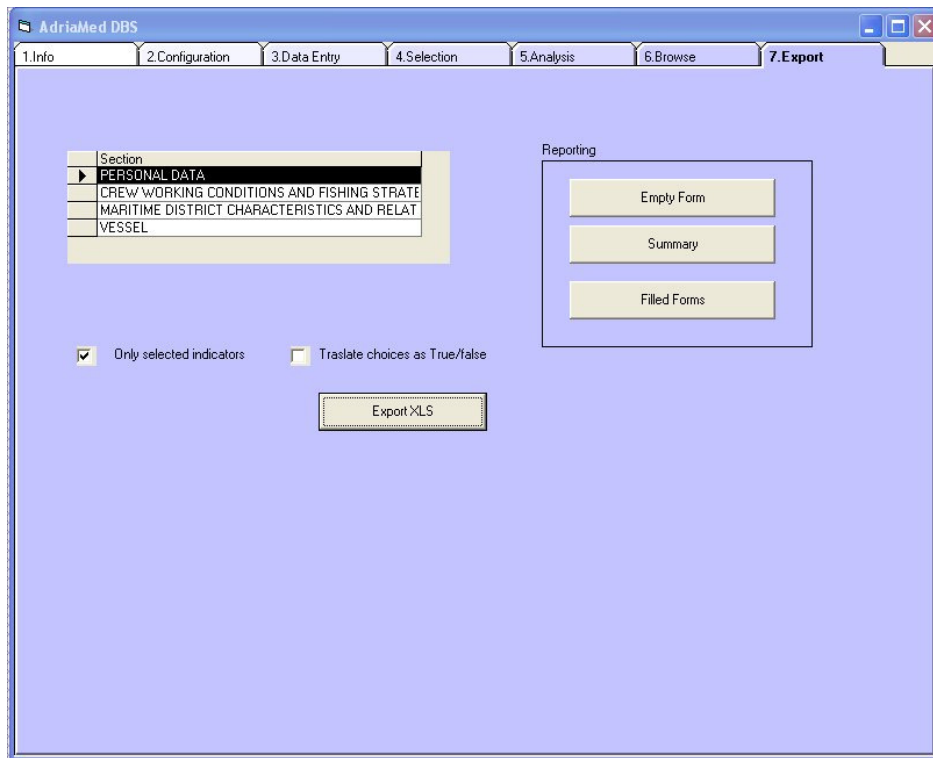 AdriaMed DBS
1.Info 2.Configuration 3.Data Entry 4.Selection 5.Analysis 6.Browse 7.Export
Section
PERSONAL DATA
CREW WORKING CONDITIONS AND FISHING STRATE
MARITIME DISTRICT CHARACTERISTICS AND RELAT
VESSEL
Reporting
Empty Form
Summary
Filled Forms
Only selected indicators
Traslate choices as True/false
Export XLS